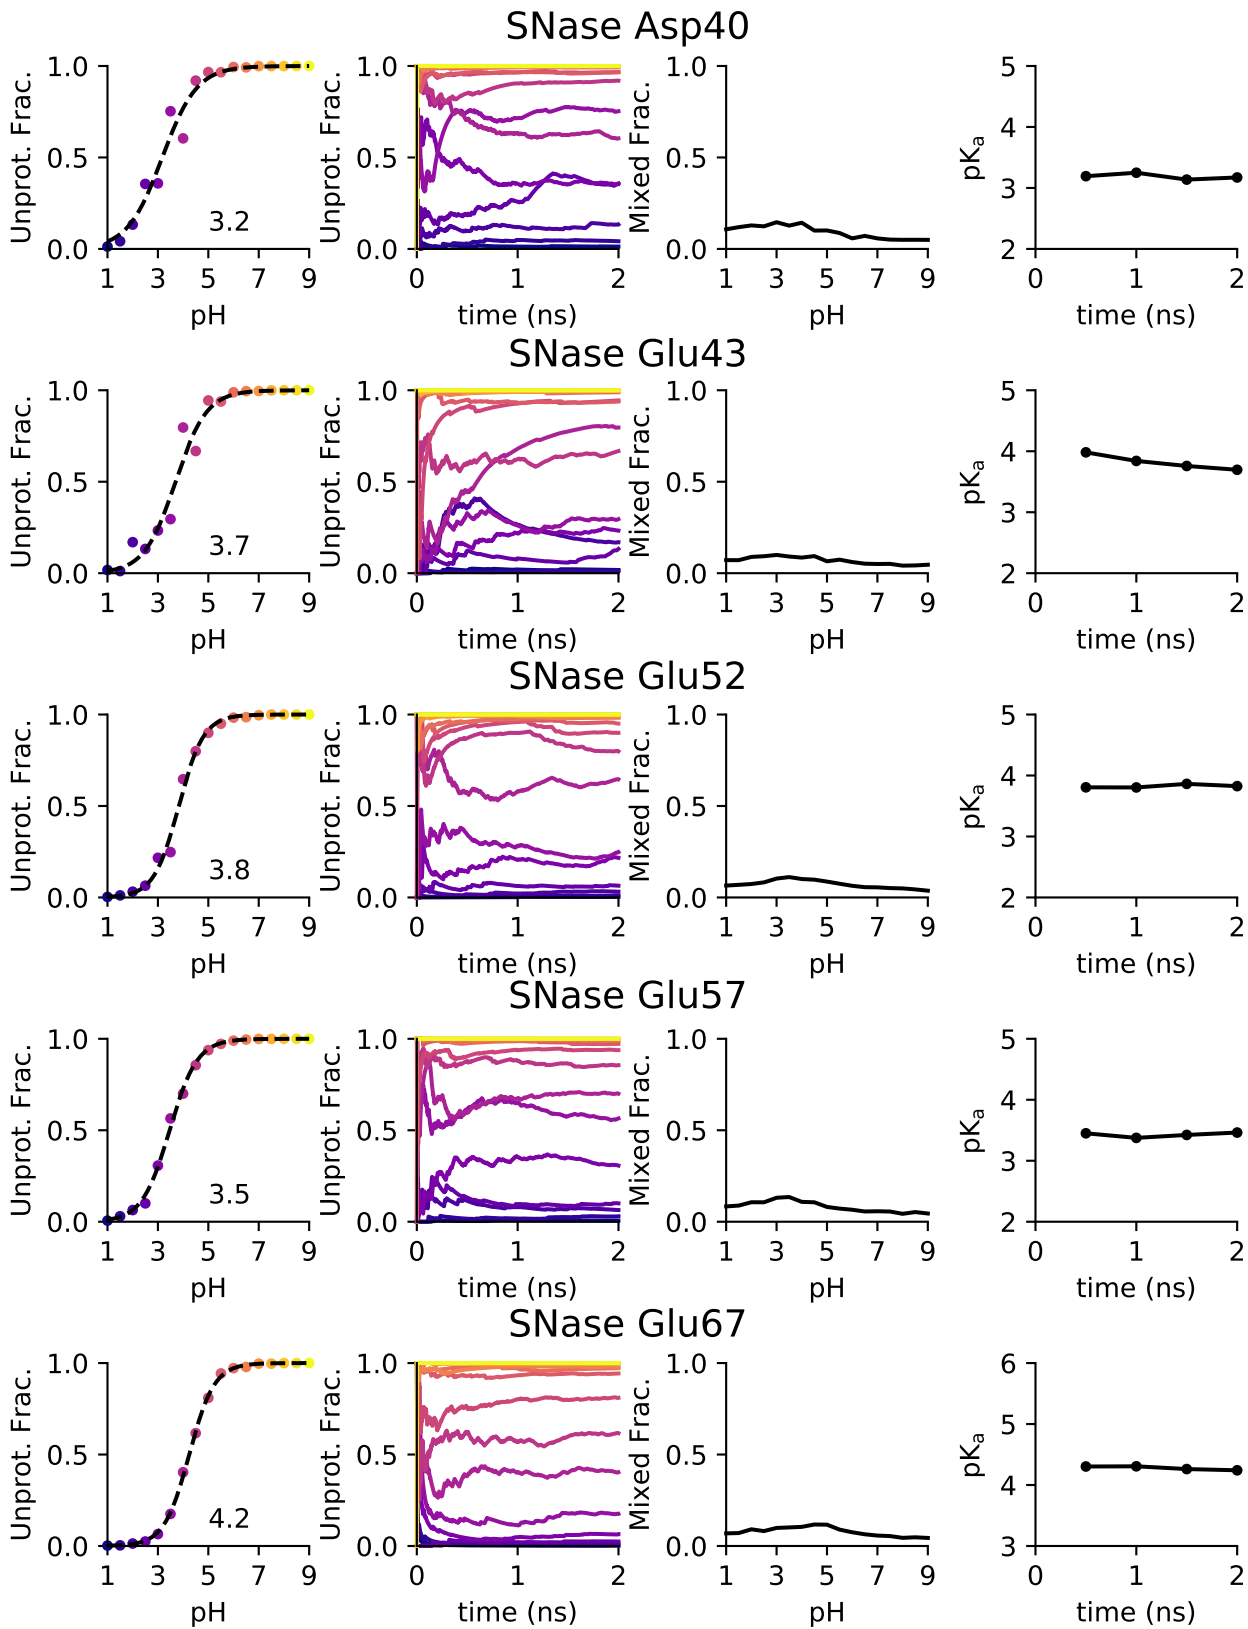 SNase Asp40
Unprot. Frac.
1.0
0.5
0.0
3.2
1 3 5 7 9
pH
Unprot. Frac.
1.0
0.5
0.0
0 1 2
time (ns)
Mixed Frac.
1.0
0.5
0.0
1 3 5 7 9
pH
pKa
5
4
3
2
0 1 2
time (ns)
SNase Glu43
Unprot. Frac.
1.0
0.5
0.0
3.7
1 3 5 7 9
pH
Unprot. Frac.
1.0
0.5
0.0
0 1 2
time (ns)
Mixed Frac.
1.0
0.5
0.0
1 3 5 7 9
pH
pKa
5
4
3
2
0 1 2
time (ns)
SNase Glu52
Unprot. Frac.
1.0
0.5
0.0
3.8
1 3 5 7 9
pH
Unprot. Frac.
1.0
0.5
0.0
0 1 2
time (ns)
Mixed Frac.
1.0
0.5
0.0
1 3 5 7 9
pH
pKa
5
4
3
2
0 1 2
time (ns)
SNase Glu57
Unprot. Frac.
1.0
0.5
0.0
3.5
1 3 5 7 9
pH
Unprot. Frac.
1.0
0.5
0.0
0 1 2
time (ns)
Mixed Frac.
1.0
0.5
0.0
1 3 5 7 9
pH
pKa
5
4
3
2
0 1 2
time (ns)
SNase Glu67
Unprot. Frac.
1.0
0.5
0.0
4.2
1 3 5 7 9
pH
Unprot. Frac.
1.0
0.5
0.0
0 1 2
time (ns)
Mixed Frac.
1.0
0.5
0.0
1 3 5 7 9
pH
pKa
6
5
4
3
0 1 2
time (ns)